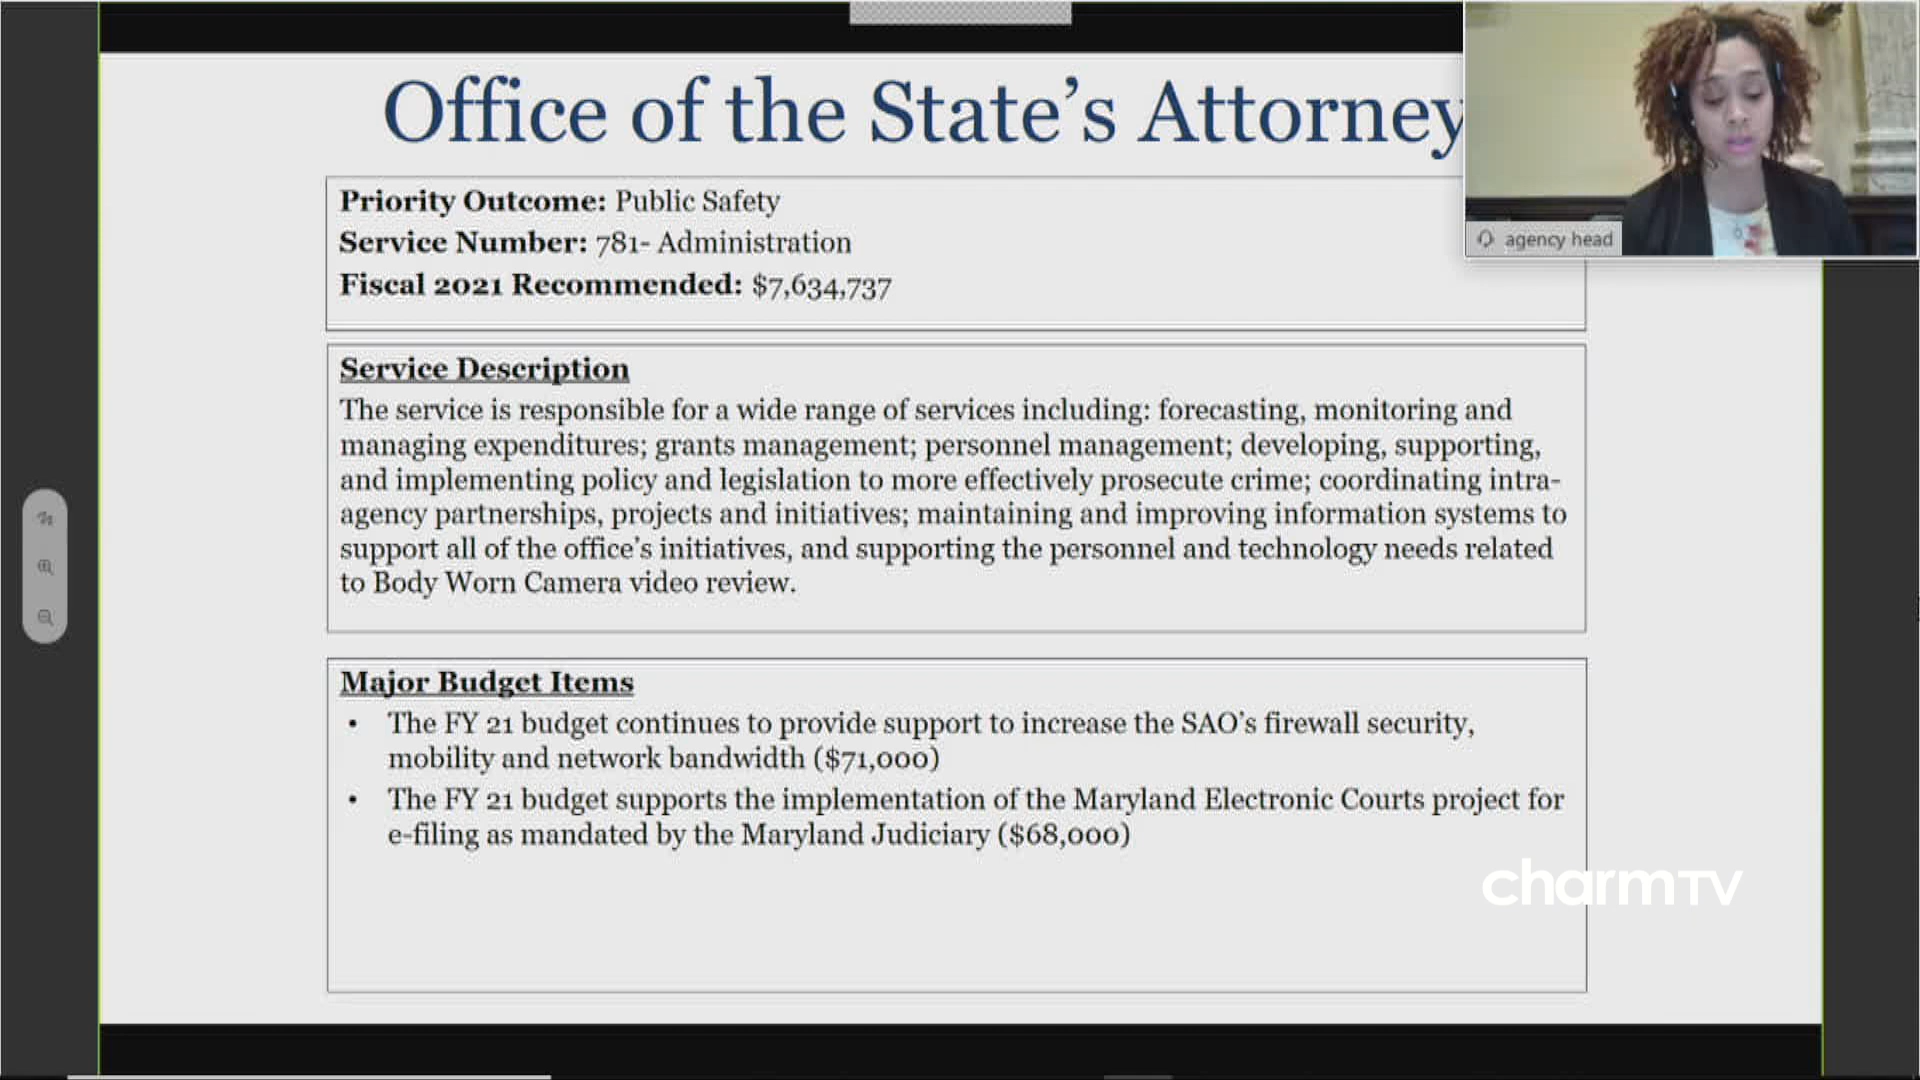 Office of the State's Attorney
agency head
Priority Outcome: Public Safety
Service Number: 781- Administration
Fiscal 2021 Recommended: $7,634,737
Service Description
The service is responsible for a wide range of services including: forecasting, monitoring and
managing expenditures; grants management; personnel management; developing, supporting,
and implementing policy and legislation to more effectively prosecute crime; coordinating intra-
agency partnerships, projects and initiatives; maintaining and improving information systems to
support all of the office's initiatives, and supporting the personnel and technology needs related
to Body Worn Camera video review.
Major Budget Items
• The FY 21 budget continues to provide support to increase the SAO's firewall security,
mobility and network bandwidth ($71,000)
• The FY 21 budget supports the implementation of the Maryland Electronic Courts project for
e-filing as mandated by the Maryland Judiciary ($68,000)
charmTV